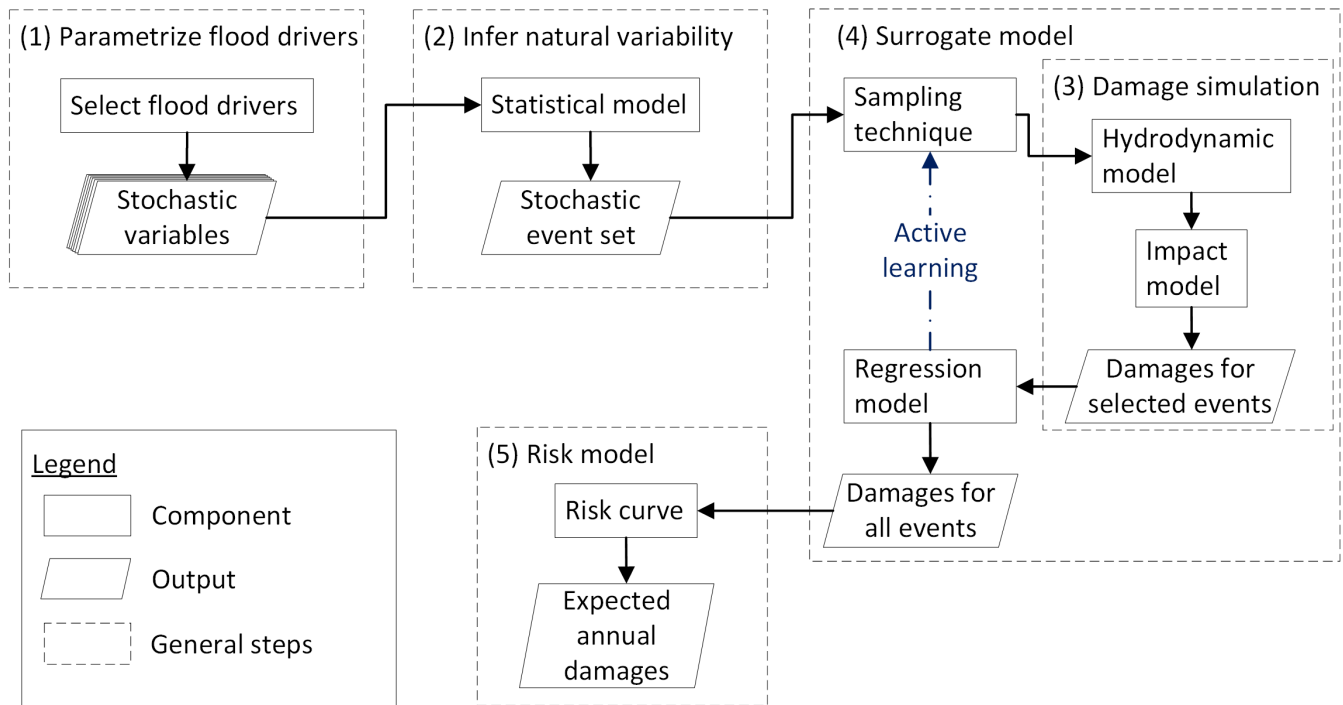 (1) Parametrize flood drivers
Select flood drivers
Stochastic
variables
(2) Infer natural variability
Statistical model
Stochastic
event set
(4) Surrogate model
Sampling
technique
(3) Damage simulation
Hydrodynamic
model
Impact
model
Damages for
selected events
Active
learning
Regression
model
Damages for
all events
(5) Risk model
Risk curve
Expected
annual
damages
Legend
Component
Output
General steps